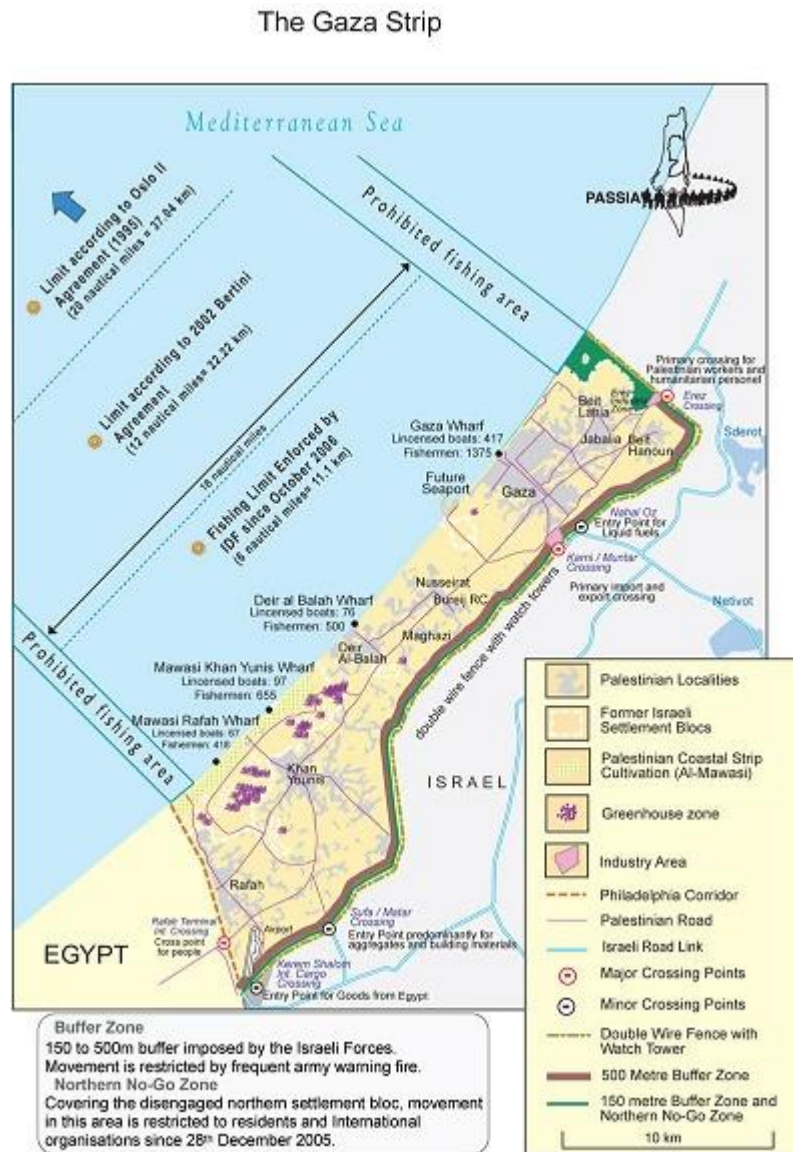 The Gaza Strip
Mediterranean Sea
PASSIA
Prohibited fishing area
Limit according to Oslo II
Agreement (1995)
(20 nautical miles = 37.04 km)
Limit according to 2002 Bertini
Agreement
(12 nautical miles= 22.22 km)
18 nautical miles
Fishing Limit Enforced by
IDF since October 2006
(6 nautical miles= 11.1 km)
Prohibited fishing area
Primary crossing for
Palestinian workers and
humanitarian personel
Erez
Crossing
Beit
Lahia
Erez
Industrial
Zone
Jabalia
Beit
Hanoun
Sderot
Gaza Wharf
Lincensed boats: 417
Fishermen: 1375
Future
Seaport
Gaza
Nahal Oz
Entry Point for
Liquid fuels
Karni / Muntar
Crossing
Primary import and
export crossing
Netivot
Nusseirat
Bureij RC
Maghazi
double wire fence with watch towers
Deir al Balah Wharf
Lincensed boats: 76
Fishermen: 500
Deir
Al-Balah
Mawasi Khan Yunis Wharf
Lincensed boats: 97
Fishermen: 655
Mawasi Rafah Wharf
Lincensed boats: 67
Fishermen: 418
Khan
Younis
ISRAEL
Rafah
Rafah Terminal
Int. Crossing
Cross point
for people
Airport
Sufa / Matar
Crossing
Entry Point predominantly for
aggregates and building materials
EGYPT
Kerem Shalom
Int. Cargo
Crossing
Entry Point for Goods from Egypt
Palestinian Localities
Former Israeli
Settlement Blocs
Palestinian Coastal Strip
Cultivation (Al-Mawasi)
Greenhouse zone
Industry Area
Philadelphia Corridor
Palestinian Road
Israeli Road Link
Major Crossing Points
Minor Crossing Points
Double Wire Fence with
Watch Tower
500 Metre Buffer Zone
150 metre Buffer Zone and
Northern No-Go Zone
10 km
Buffer Zone
150 to 500m buffer imposed by the Israeli Forces.
Movement is restricted by frequent army warning fire.
Northern No-Go Zone
Covering the disengaged northern settlement bloc, movement
in this area is restricted to residents and International
organisations since 28th December 2005.